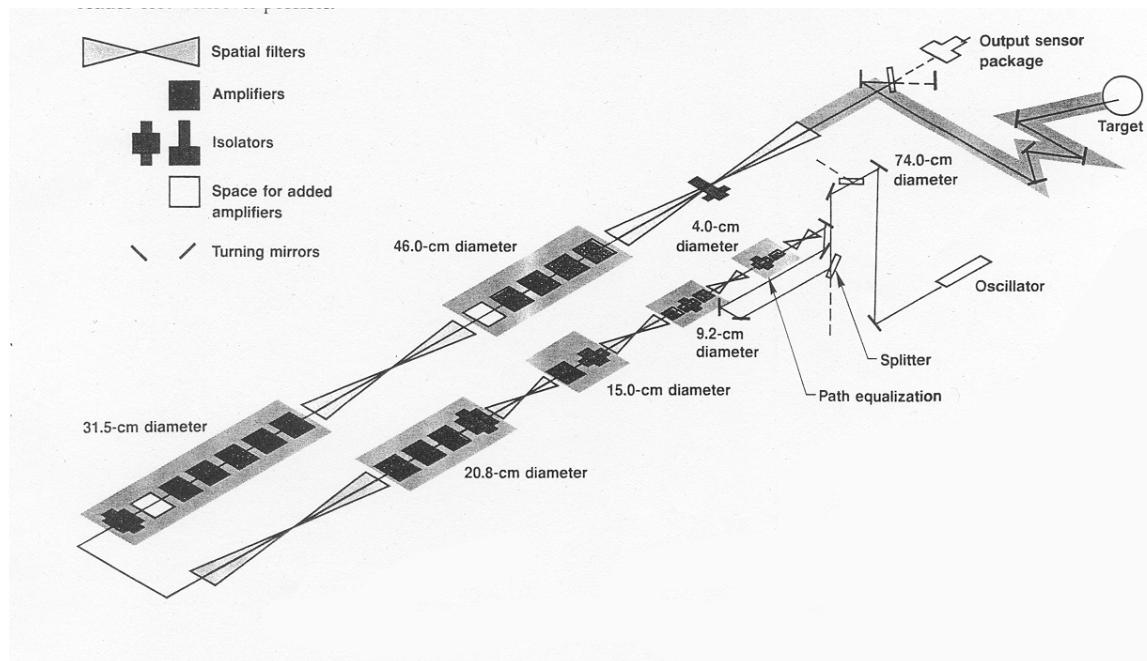 Spatial filters
Amplifiers
Isolators
Space for added
amplifiers
Turning mirrors
Output sensor
package
Target
74.0-cm
diameter
4.0-cm
diameter
46.0-cm diameter
Oscillator
9.2-cm
diameter
Splitter
15.0-cm diameter
Path equalization
31.5-cm diameter
20.8-cm diameter